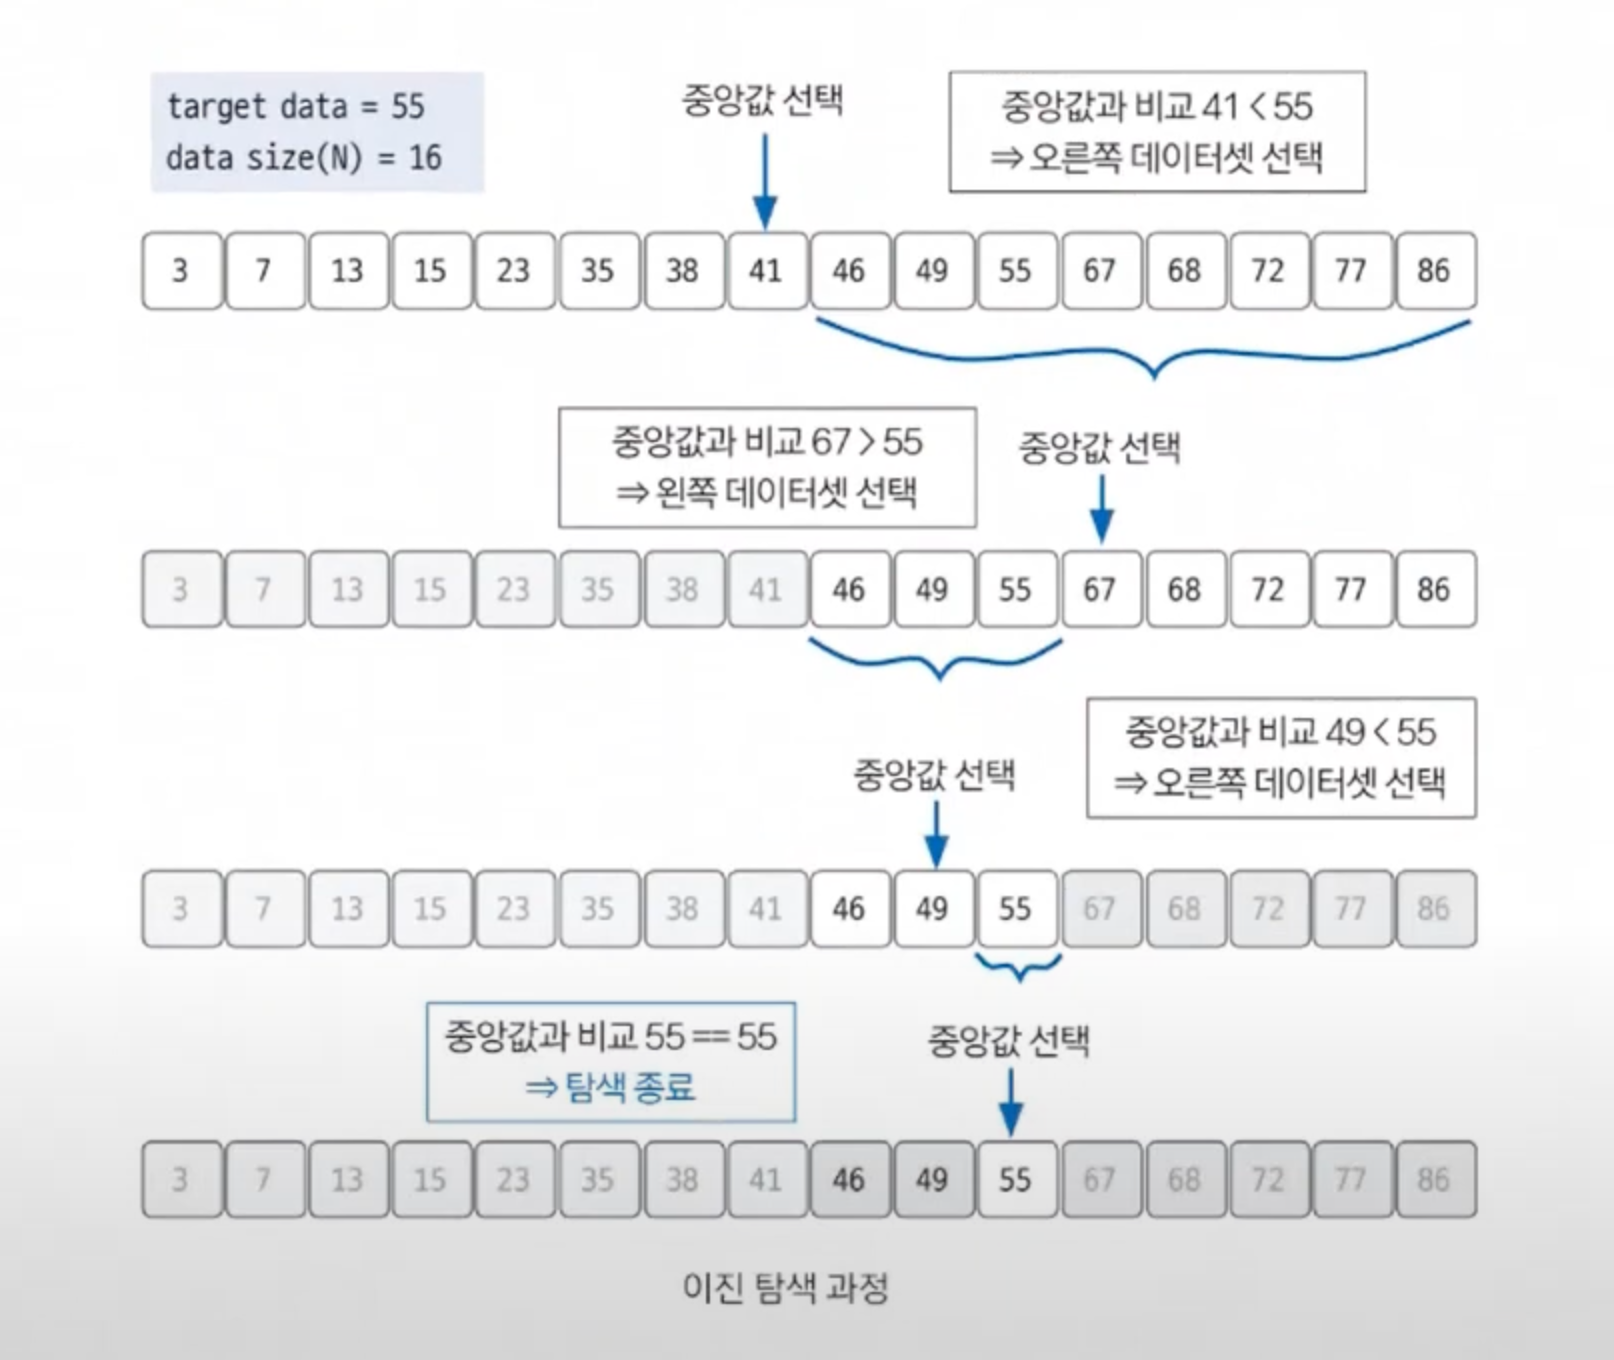 target data = 55
data size(N) = 16
중앙값 선택
중앙값과 비교 41 < 55
⇒ 오른쪽 데이터셋 선택
3 7 13 15 23 35 38 41 46 49 55 67 68 72 77 86
중앙값과 비교 67 > 55
⇒ 왼쪽 데이터셋 선택
중앙값 선택
3 7 13 15 23 35 38 41 46 49 55 67 68 72 77 86
중앙값 선택
중앙값과 비교 49 < 55
⇒ 오른쪽 데이터셋 선택
3 7 13 15 23 35 38 41 46 49 55 67 68 72 77 86
중앙값과 비교 55 == 55
⇒ 탐색 종료
중앙값 선택
3 7 13 15 23 35 38 41 46 49 55 67 68 72 77 86
이진 탐색 과정